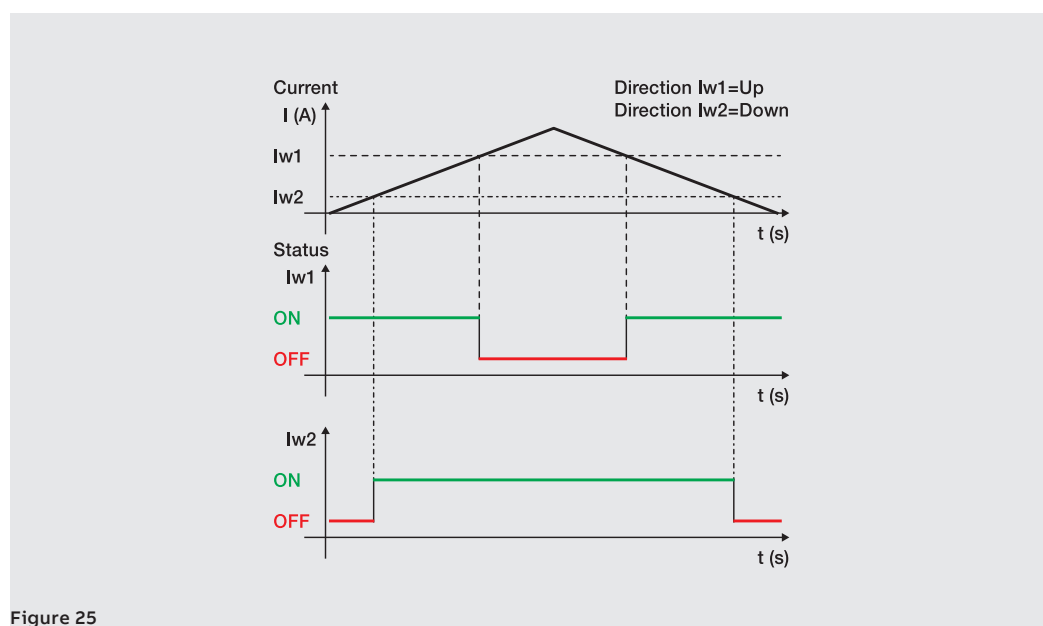 Current
I (A)
Direction Iw1=Up
Direction Iw2=Down
Iw1
Iw2
t (s)
Status
Iw1
ON
OFF
t (s)
Iw2
ON
OFF
t (s)
Figure 25